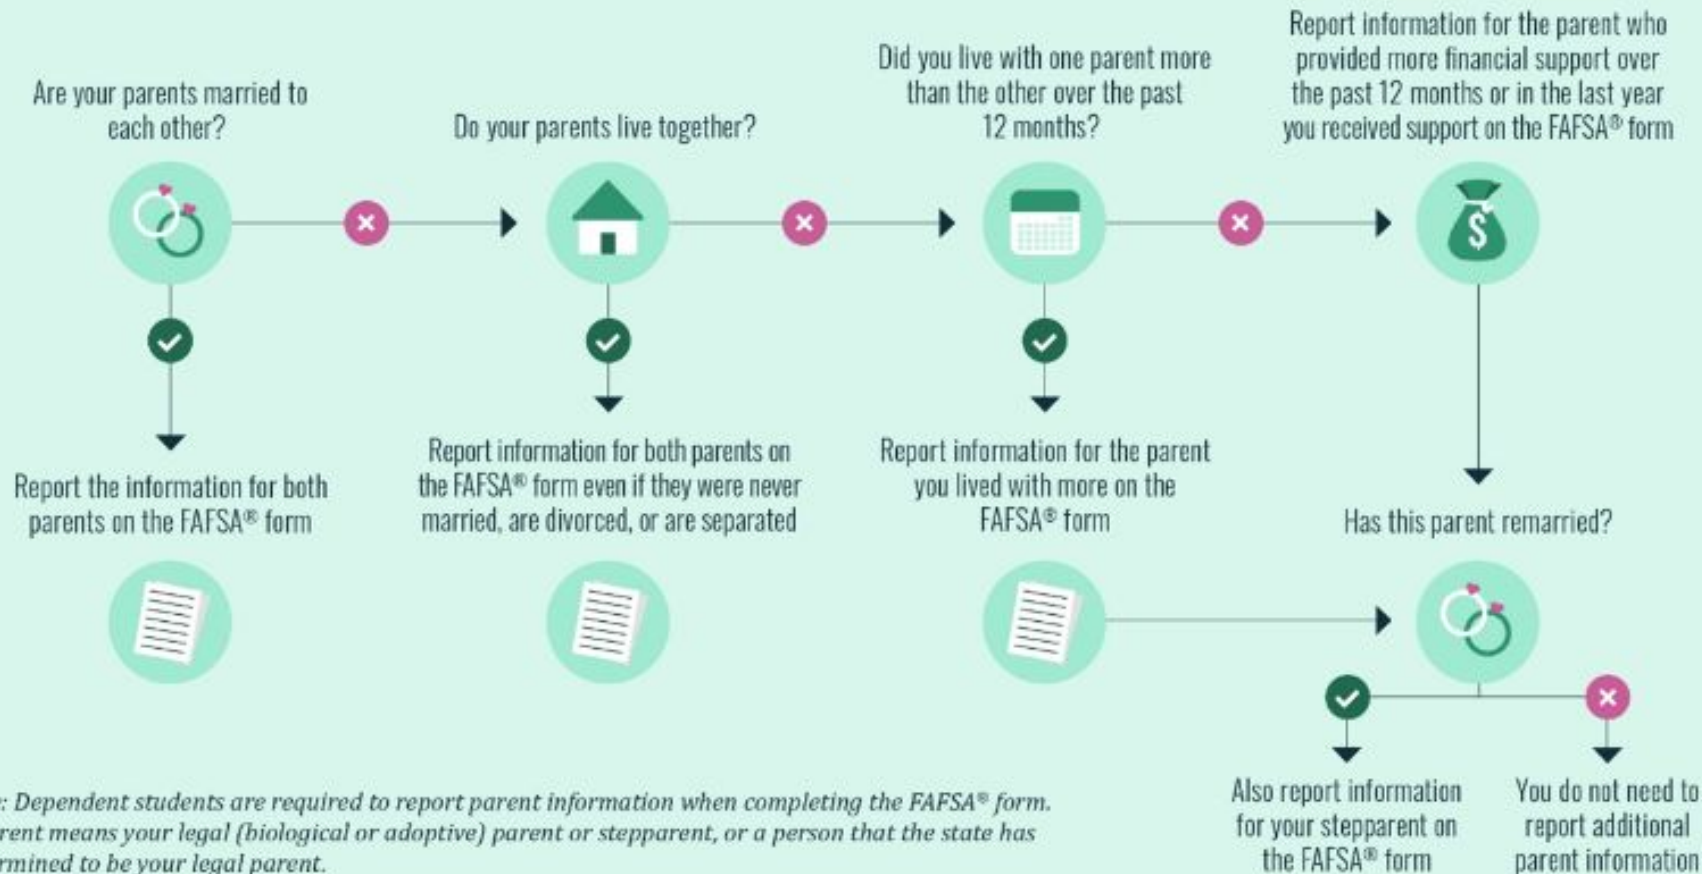 Are your parents married to
each other?
Do your parents live together?
Did you live with one parent more
than the other over the past
12 months?
Report information for the parent who
provided more financial support over
the past 12 months or in the last year
you received support on the FAFSA® form
$
Report the information for both
parents on the FAFSA® form
Report information for both parents on
the FAFSA® form even if they were never
married, are divorced, or are separated
Report information for the parent
you lived with more on the
FAFSA® form
Has this parent remarried?
Also report information
for your stepparent on
the FAFSA® form
You do not need to
report additional
parent information
: Dependent students are required to report parent information when completing the FAFSA® form.
rent means your legal (biological or adoptive) parent or stepparent, or a person that the state has
rmined to be your legal parent.